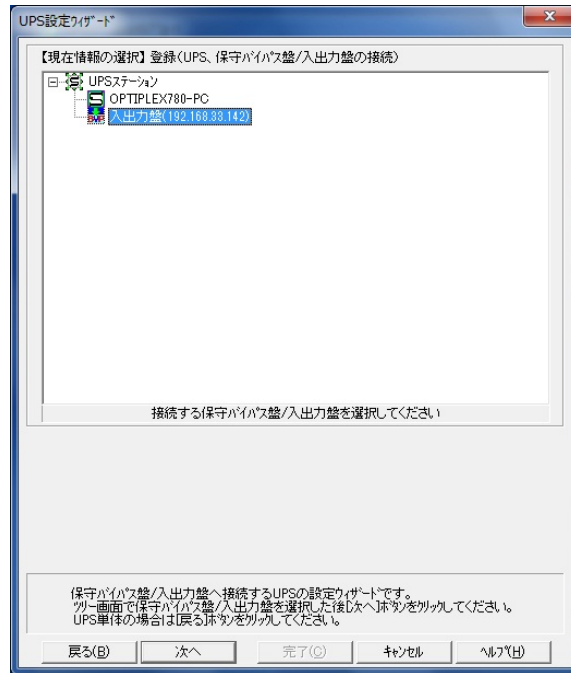 UPS設定ｳｨｻﾞｰﾄﾞ
【現在情報の選択】登録(UPS、保守ﾊﾞｲﾊﾟｽ盤/入出力盤の接続)
UPSｽﾃｰｼｮﾝ
OPTIPLEX780-PC
入出力盤(192.168.33.142)
接続する保守ﾊﾞｲﾊﾟｽ盤/入出力盤を選択してください
保守ﾊﾞｲﾊﾟｽ盤/入出力盤へ接続するUPSの設定ｳｨｻﾞｰﾄﾞです。
ﾂﾘｰ画面で保守ﾊﾞｲﾊﾟｽ盤/入出力盤を選択した後[次へ]ﾎﾞﾀﾝをｸﾘｯｸしてください。
UPS単体の場合は[戻る]ﾎﾞﾀﾝをｸﾘｯｸしてください。
戻る(B) 次へ 完了(C) ｷｬﾝｾﾙ ﾍﾙﾌﾟ(H)